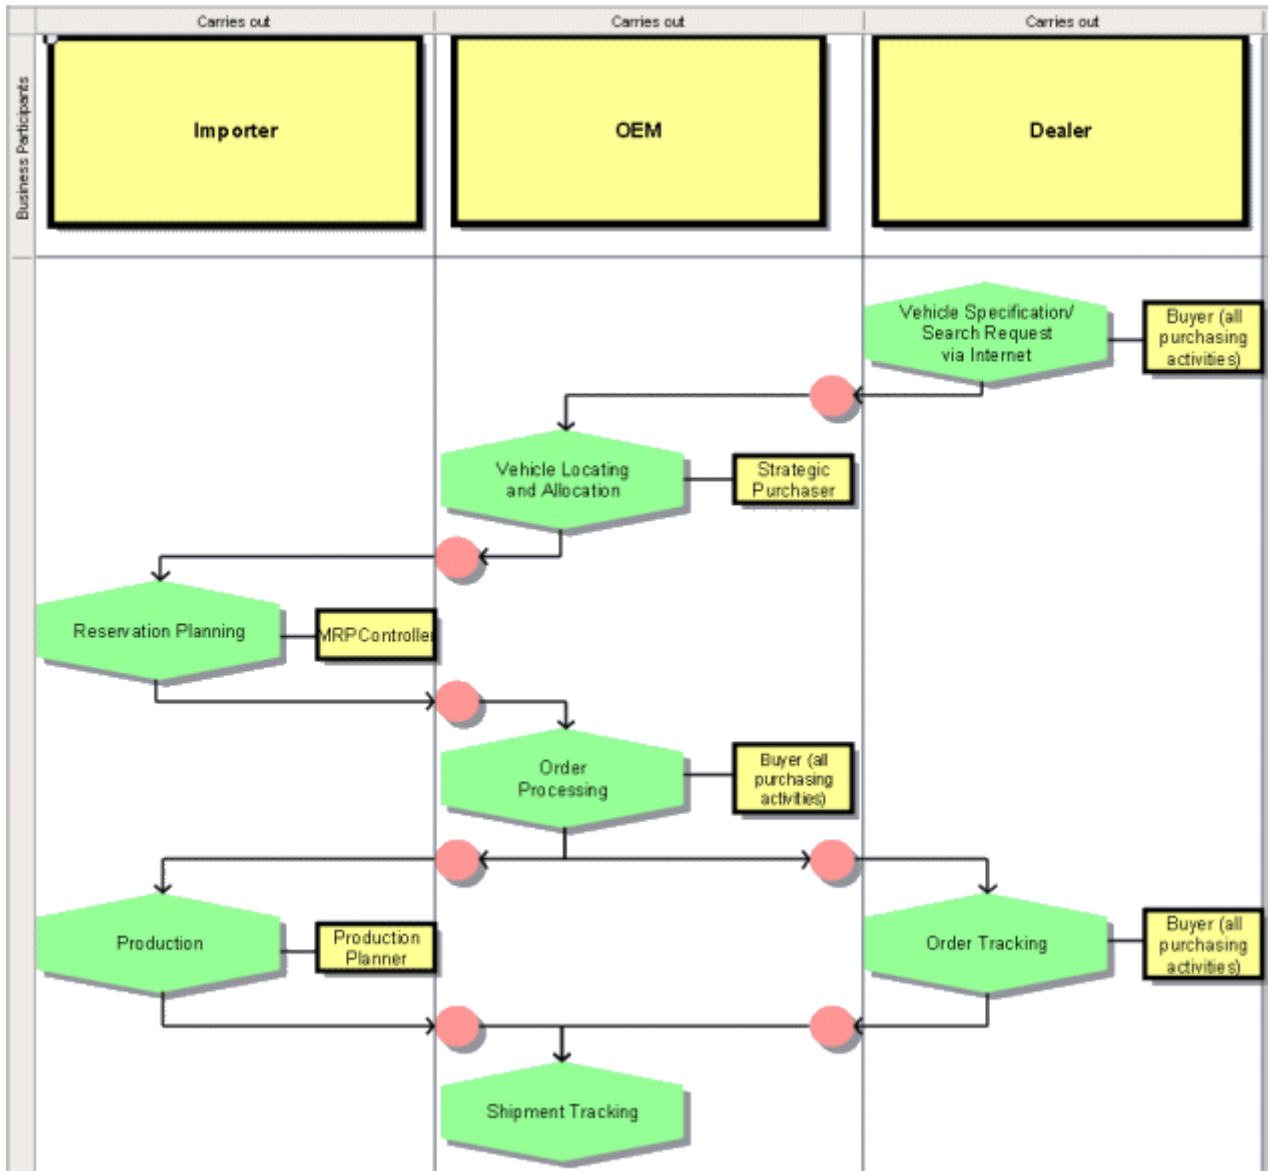 Carries out
Carries out
Carries out
Business Participants
Importer
OEM
Dealer
Vehicle Specification/
Search Request
via Internet
Buyer (all
purchasing
activities)
Vehicle Locating
and Allocation
Strategic
Purchaser
Reservation Planning
MRPController
Order
Processing
Buyer (all
purchasing
activities)
Production
Production
Planner
Order Tracking
Buyer (all
purchasing
activities)
Shipment Tracking